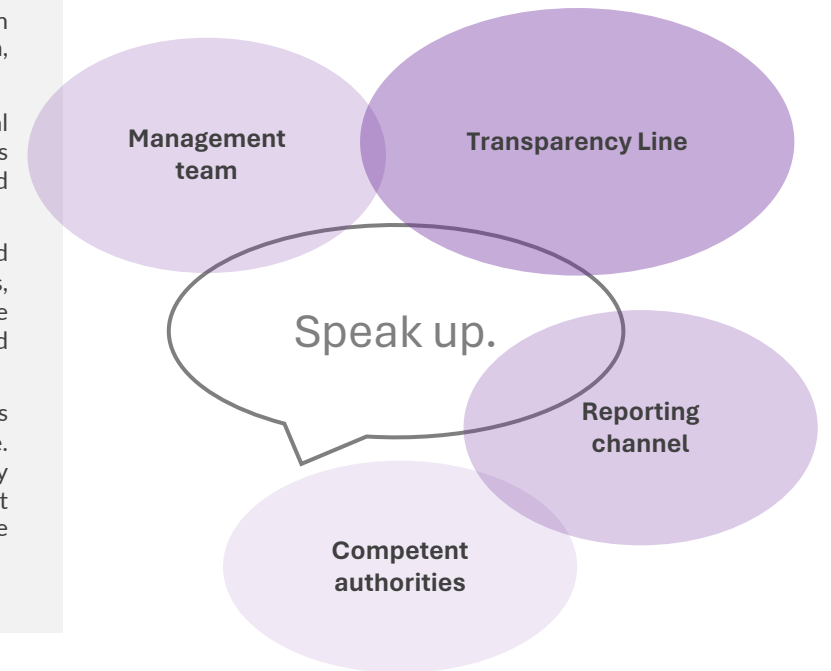 Management
team
Transparency Line
Speak up.
Reporting
channel
Competent
authorities